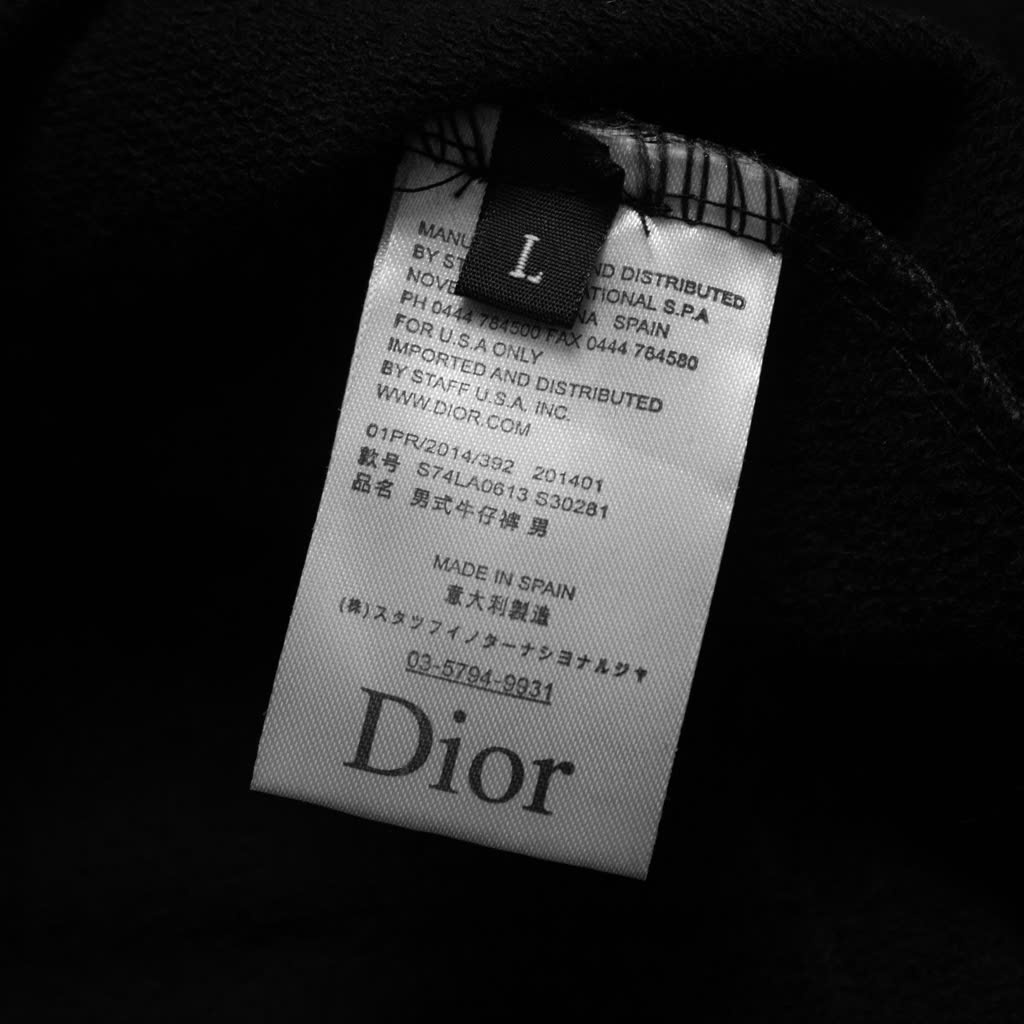 L
MANU ND DISTRIBUTED
BY ST ATIONAL S.P.A
NOVE NA SPAIN
PH 0444 784500 FAX 0444 784580
FOR U.S.A ONLY
IMPORTED AND DISTRIBUTED
BY STAFF U.S.A. INC.
WWW.DIOR.COM
01PR/2014/392 201401
款号 S74LA0613 S30281
品名 男式牛仔裤 男
MADE IN SPAIN
意大利製造
(株)スタツフイノターナシヨナルジャ
03-5794-9931
Dior